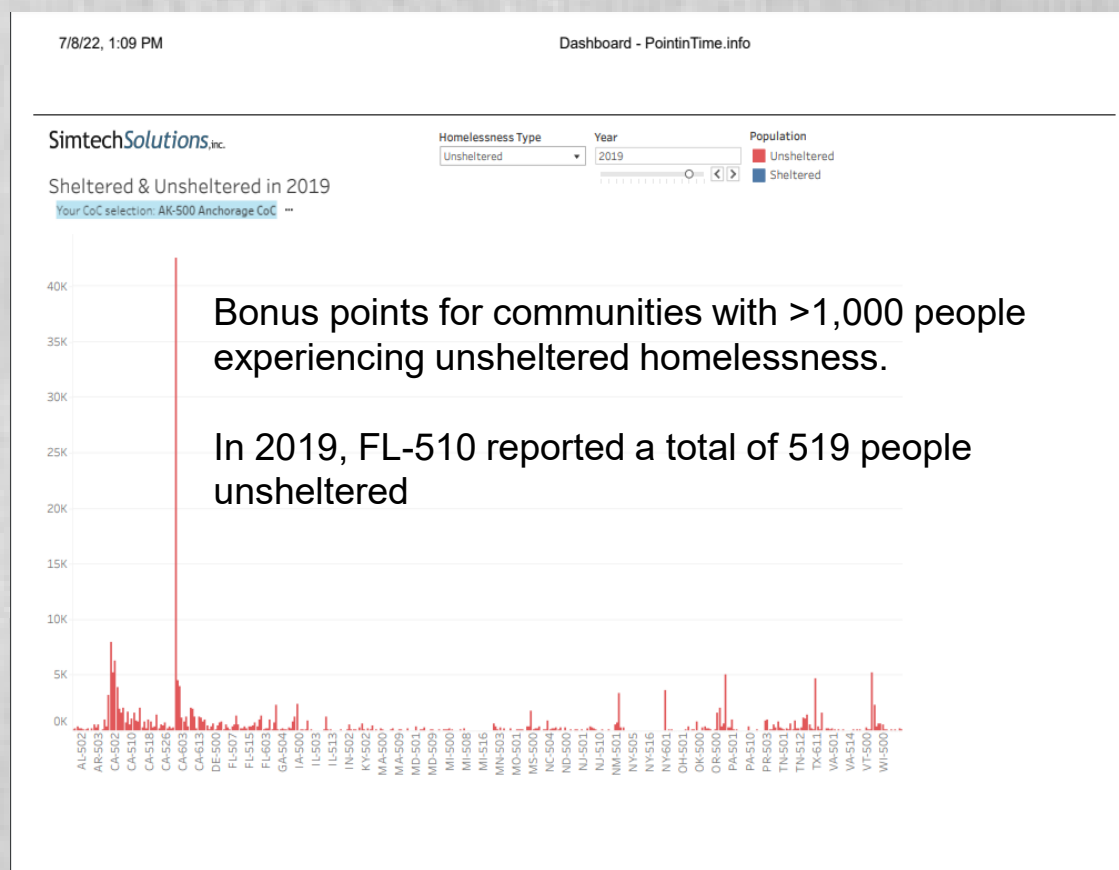 7/8/22, 1:09 PM
Dashboard - PointinTime.info
SimtechSolutions,inc.
Homelessness Type
Unsheltered
Year
2019
Population
Unsheltered
Sheltered
Sheltered & Unsheltered in 2019
Your CoC selection: AK-500 Anchorage CoC
Bonus points for communities with >1,000 people
experiencing unsheltered homelessness.
In 2019, FL-510 reported a total of 519 people
unsheltered
40K
35K
30K
25K
20K
15K
10K
5K
0K
AL-502
AR-503
CA-502
CA-510
CA-518
CA-526
CA-603
CA-613
DE-500
FL-507
FL-515
FL-603
GA-504
IA-500
IL-503
IL-513
IN-502
KY-502
MA-500
MA-509
MD-501
MD-509
MI-500
MI-508
MI-516
MN-503
MO-501
MS-500
NC-504
ND-500
NJ-501
NJ-510
NM-501
NY-505
NY-516
NY-601
OH-501
OK-500
OR-500
PA-501
PA-510
PR-503
TN-501
TN-512
TX-611
VA-501
VA-514
VT-500
WI-500